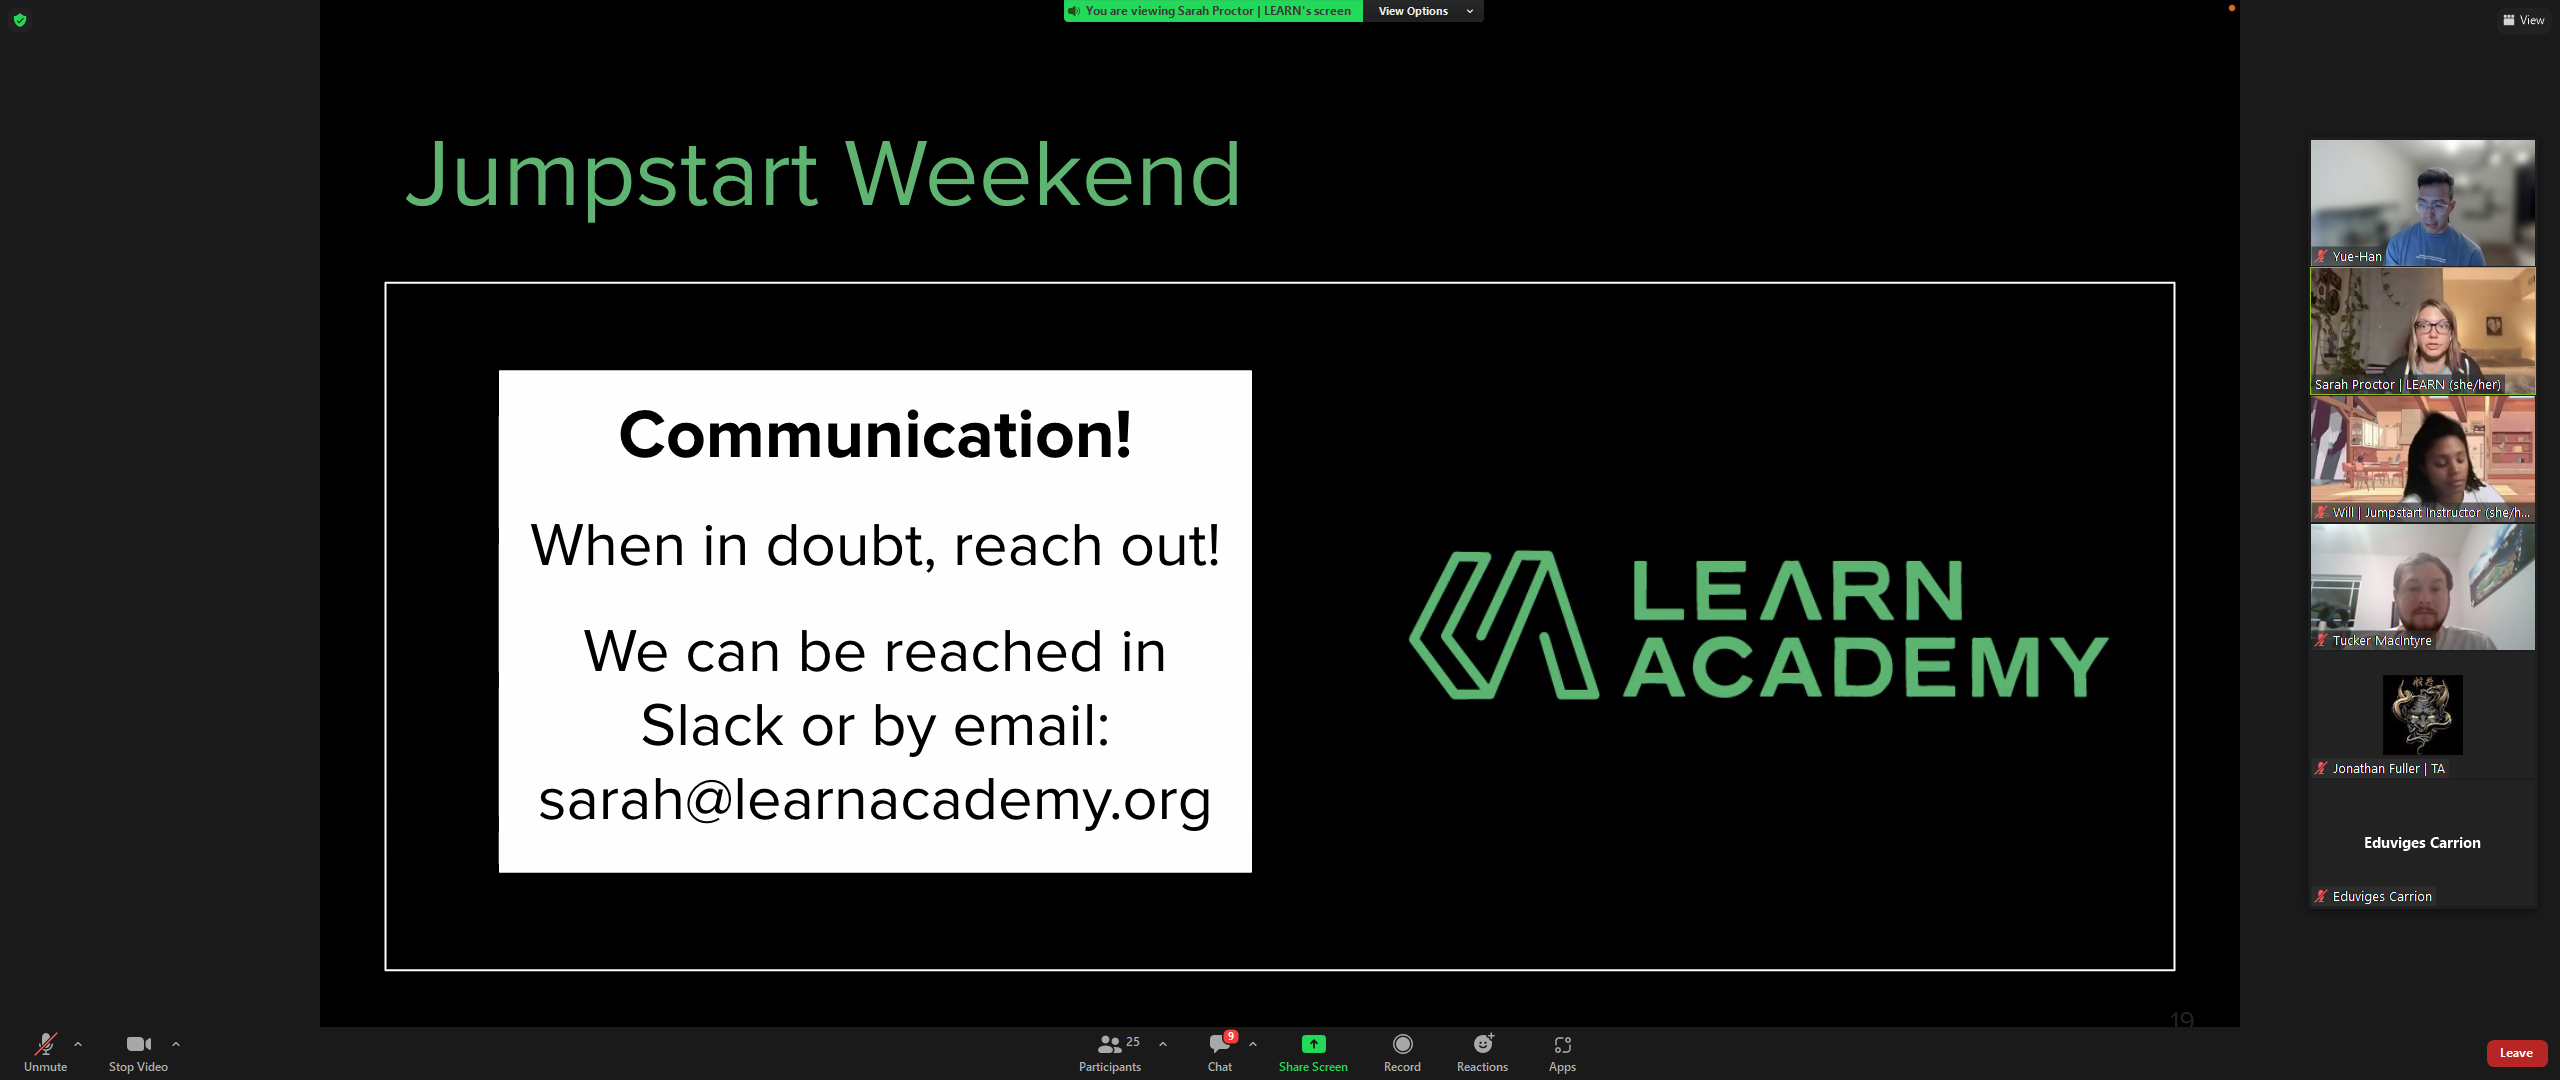 You are viewing Sarah Proctor | LEARN's screen
View Options
View
Jumpstart Weekend
Communication!
When in doubt, reach out!
We can be reached in
Slack or by email:
sarah@learnacademy.org
LEARN
ACADEMY
19
Yue-Han
Sarah Proctor | LEARN (she/her)
Will | Jumpstart Instructor (she/h...
Tucker MacIntyre
Jonathan Fuller | TA
Eduviges Carrion
Eduviges Carrion
Unmute
Stop Video
25
Participants
9
Chat
Share Screen
Record
Reactions
Apps
Leave